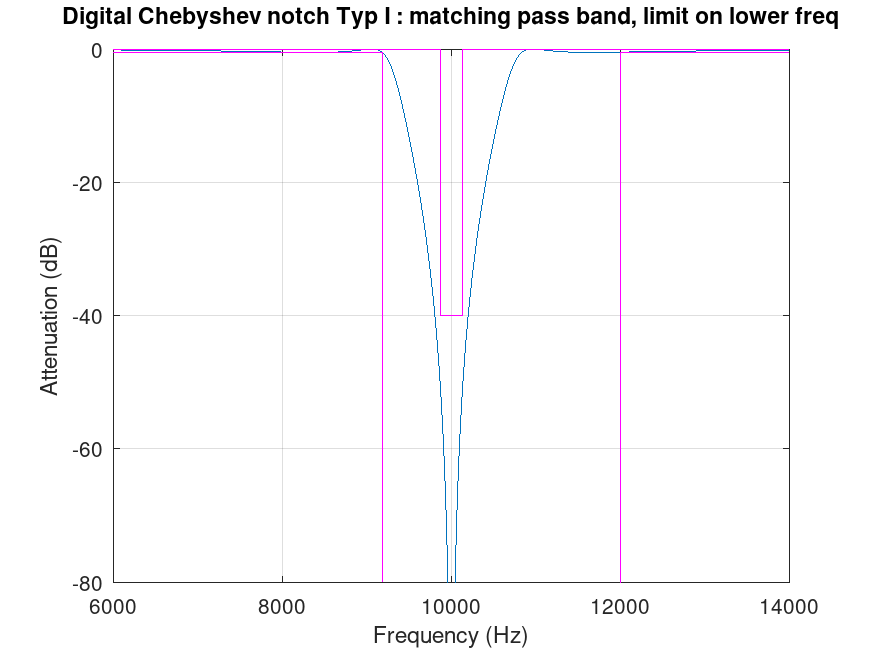 Digital Chebyshev notch Typ I : matching pass band, limit on lower freq
0
-20
-40
-60
-80
Attenuation (dB)
6000 8000 10000 12000 14000
Frequency (Hz)